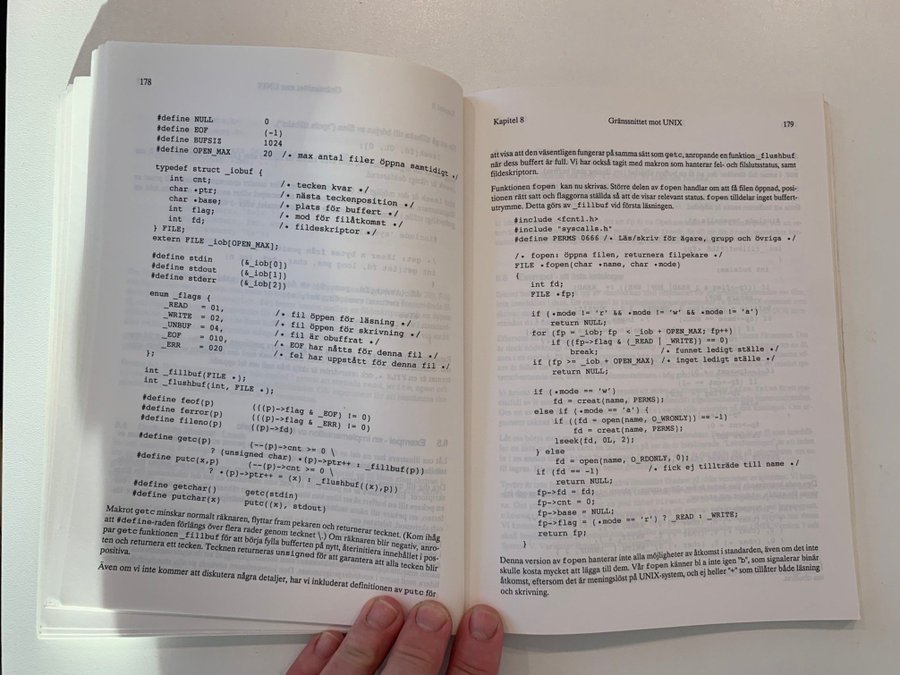 178
#define NULL 0
#define EOF (-1)
#define BUFSIZ 1024
#define OPEN_MAX 20 /* max antal filer öppna samtidigt */
typedef struct _iobuf {
int cnt; /* tecken kvar */
char *ptr; /* nästa teckenposition */
char *base; /* plats för buffert */
int flag; /* mod för filåtkomst */
int fd; /* fildeskriptor */
} FILE;
extern FILE _iob[OPEN_MAX];
#define stdin (&_iob[0])
#define stdout (&_iob[1])
#define stderr (&_iob[2])
enum _flags {
_READ = 01, /* fil öppen för läsning */
_WRITE = 02, /* fil öppen för skrivning */
_UNBUF = 04, /* fil är obuffrat */
_EOF = 010, /* EOF har nåtts för denna fil */
_ERR = 020 /* fel har uppstått för denna fil */
};
int _fillbuf(FILE *);
int _flushbuf(int, FILE *);
#define feof(p) (((p)->flag & _EOF) != 0)
#define ferror(p) (((p)->flag & _ERR) != 0)
#define fileno(p) ((p)->fd)
#define getc(p) (--(p)->cnt >= 0 \
? (unsigned char) *(p)->ptr++ : _fillbuf(p))
#define putc(x,p) (--(p)->cnt >= 0 \
? *(p)->ptr++ = (x) : _flushbuf((x),p))
#define getchar() getc(stdin)
#define putchar(x) putc((x), stdout)
Makrot getc minskar normalt räknaren, flyttar fram pekaren och returnerar tecknet. (Kom ihåg
att #define-raden förlängs över flera rader genom tecknet \.) Om räknaren blir negativ, anro-
par getc funktionen _fillbuf för att börja fylla bufferten på nytt, återinitiera innehållet i pos-
ten och returnera ett tecken. Tecknen returneras unsigned för att garantera att alla tecken blir
positiva.
Även om vi inte kommer att diskutera några detaljer, har vi inkluderat definitionen av putc för
Kapitel 8 Gränssnittet mot UNIX 179
att visa att den väsentligen fungerar på samma sätt som getc, anropande en funktion _flushbuf
när dess buffert är full. Vi har också tagit med makron som hanterar fel- och filslutsstatus, samt
fildeskriptorn.
Funktionen fopen kan nu skrivas. Större delen av fopen handlar om att få filen öppnad, posi-
tionen rätt satt och flaggorna ställda så att de visar relevant status. fopen tilldelar inget buffert-
utrymme. Detta görs av _fillbuf vid första läsningen.
#include <fcntl.h>
#include "syscalls.h"
#define PERMS 0666 /* Läs/skriv för ägare, grupp och övriga */
/* fopen: öppna filen, returnera filpekare */
FILE *fopen(char *name, char *mode)
{
int fd;
FILE *fp;
if (*mode != 'r' && *mode != 'w' && *mode != 'a')
return NULL;
for (fp = _iob; fp < _iob + OPEN_MAX; fp++)
if ((fp->flag & (_READ | _WRITE)) == 0)
break; /* funnet ledigt ställe */
if (fp >= _iob + OPEN_MAX) /* inget ledigt ställe */
return NULL;
if (*mode == 'w')
fd = creat(name, PERMS);
else if (*mode == 'a') {
if ((fd = open(name, O_WRONLY)) == -1)
fd = creat(name, PERMS);
lseek(fd, 0L, 2);
} else
fd = open(name, O_RDONLY, 0);
if (fd == -1) /* fick ej tillträde till name */
return NULL;
fp->fd = fd;
fp->cnt = 0;
fp->base = NULL;
fp->flag = (*mode == 'r') ? _READ : _WRITE;
return fp;
}
Denna version av fopen hanterar inte alla möjligheter av åtkomst i standarden, även om det inte
skulle kosta mycket att lägga till dem. Vår fopen känner bl a inte igen "b", som signalerar binär
åtkomst, eftersom det är meningslöst på UNIX-system, och ej heller "+" som tillåter både läsning
och skrivning.